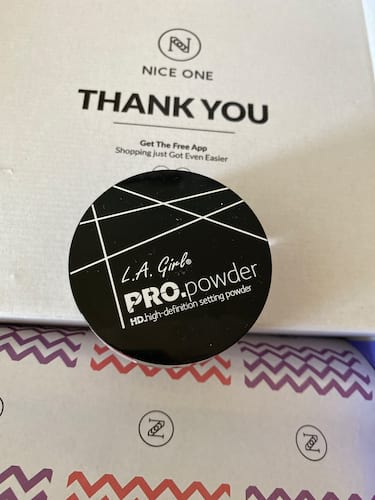 NICE ONE
THANK YOU
Get The Free App
Shopping Just Got Even Easier
L.A. Girl®
PRO.powder
HD.high-definition setting powder